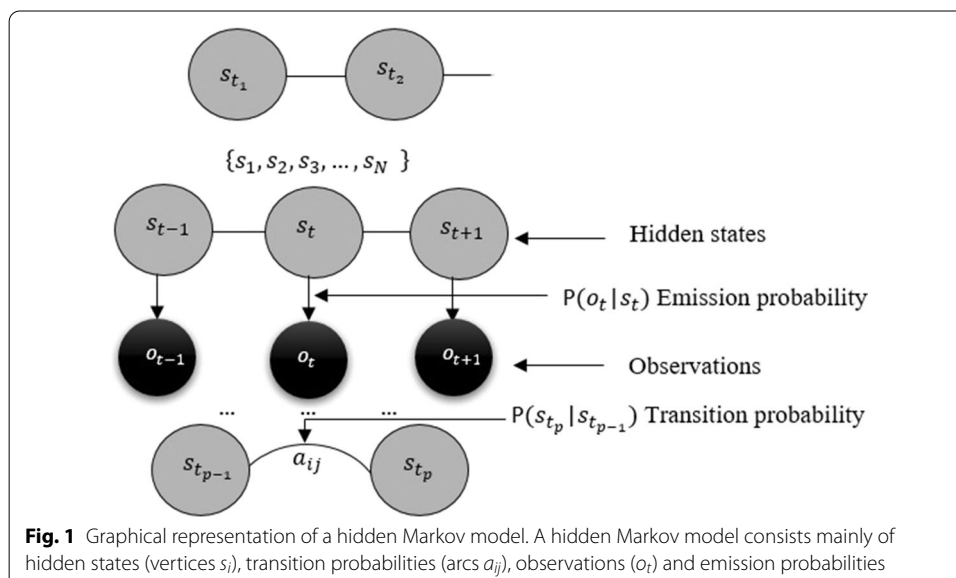 s_{t_1} s_{t_2}
{s_1, s_2, s_3, ..., s_N }
s_{t-1} s_t s_{t+1} Hidden states
P(o_t|s_t) Emission probability
o_{t-1} o_t o_{t+1} Observations
... ... ...
P(s_{t_p}|s_{t_{p-1}}) Transition probability
s_{t_{p-1}} a_{ij} s_{t_p}
Fig. 1 Graphical representation of a hidden Markov model. A hidden Markov model consists mainly of
hidden states (vertices s_i), transition probabilities (arcs a_{ij}), observations (o_t) and emission probabilities